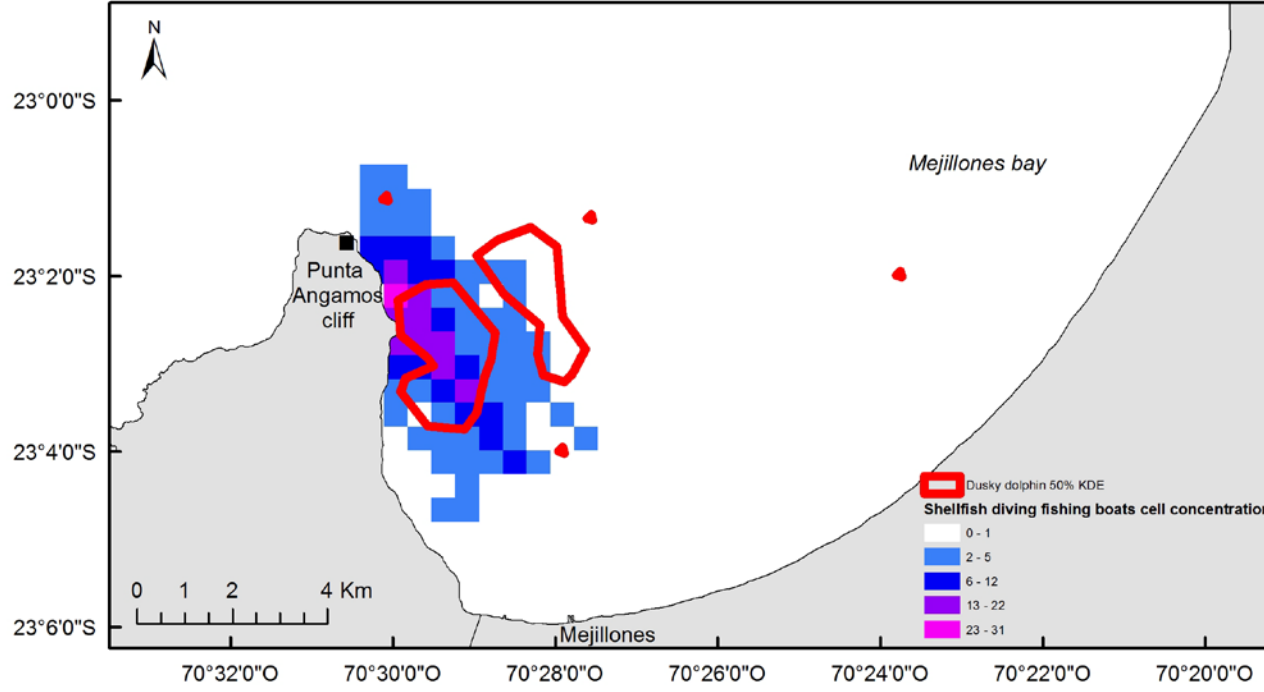 N
23°0'0"S
Mejillones bay
23°2'0"S
Punta
Angamos
cliff
23°4'0"S
Dusky dolphin 50% KDE
Shellfish diving fishing boats cell concentration
0 - 1
2 - 5
6 - 12
13 - 22
23 - 31
0 1 2 4 Km
23°6'0"S
Mejillones
70°32'0"O 70°30'0"O 70°28'0"O 70°26'0"O 70°24'0"O 70°22'0"O 70°20'0"O